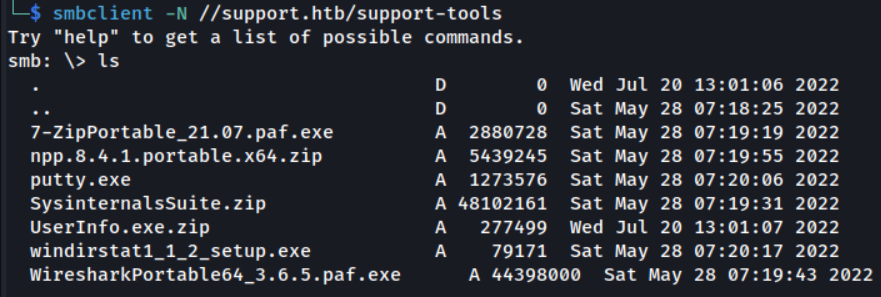 └─$ smbclient -N //support.htb/support-tools
Try "help" to get a list of possible commands.
smb: \> ls
  .                                   D        0  Wed Jul 20 13:01:06 2022
  ..                                  D        0  Sat May 28 07:18:25 2022
  7-ZipPortable_21.07.paf.exe         A  2880728  Sat May 28 07:19:19 2022
  npp.8.4.1.portable.x64.zip          A  5439245  Sat May 28 07:19:55 2022
  putty.exe                           A  1273576  Sat May 28 07:20:06 2022
  SysinternalsSuite.zip               A 48102161  Sat May 28 07:19:31 2022
  UserInfo.exe.zip                    A   277499  Wed Jul 20 13:01:07 2022
  windirstat1_1_2_setup.exe           A    79171  Sat May 28 07:20:17 2022
  WiresharkPortable64_3.6.5.paf.exe      A 44398000  Sat May 28 07:19:43 2022